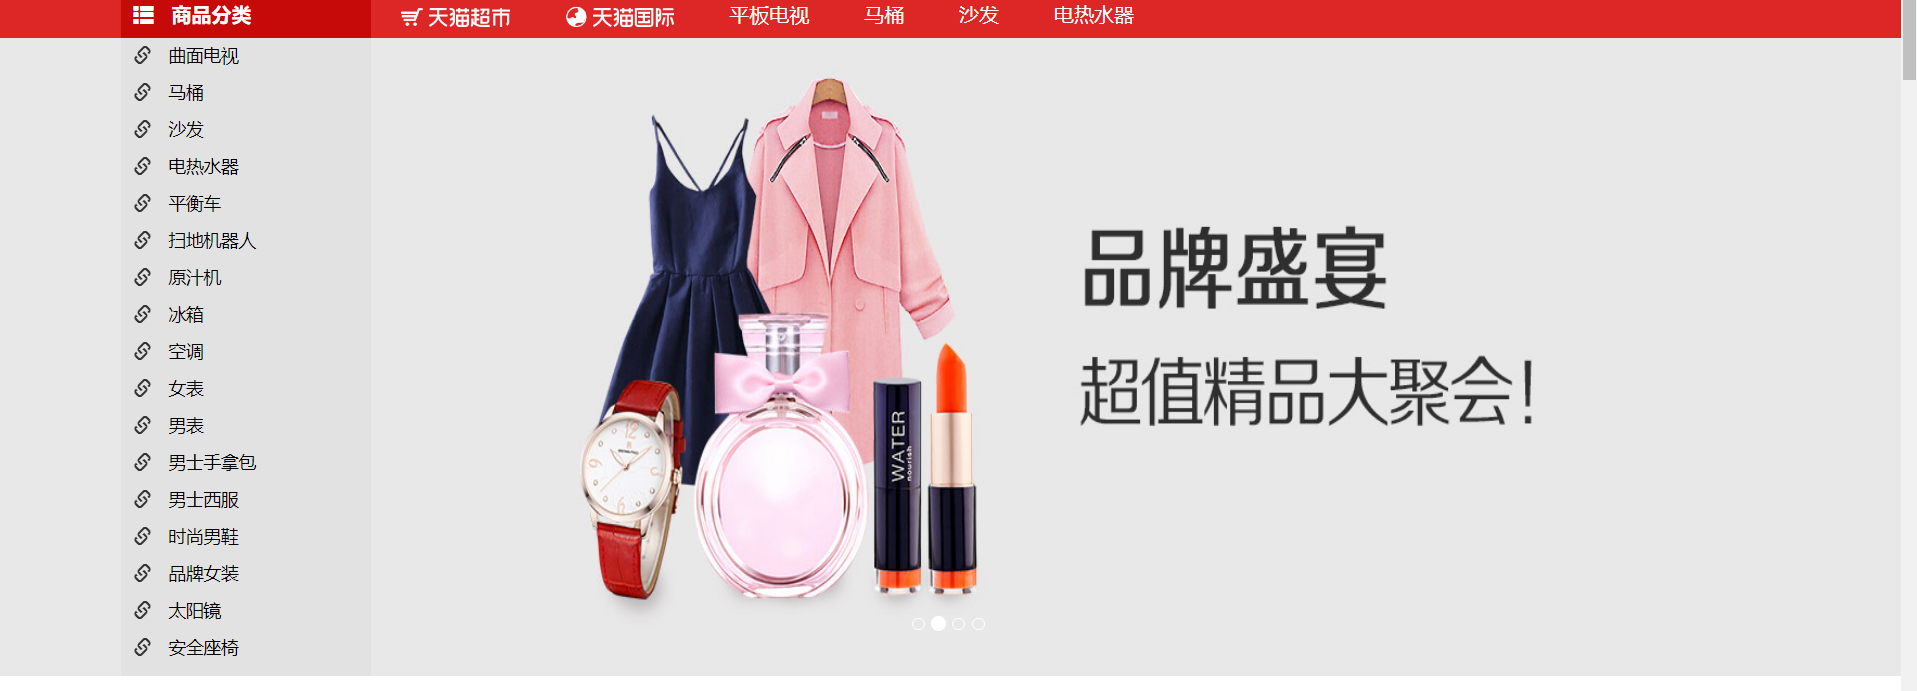 商品分类 天猫超市 天猫国际 平板电视 马桶 沙发 电热水器
曲面电视
马桶
沙发
电热水器
平衡车
扫地机器人
原汁机
冰箱
空调
女表
男表
男士手拿包
男士西服
时尚男鞋
品牌女装
太阳镜
安全座椅
品牌盛宴
超值精品大聚会！
WATER
nourish